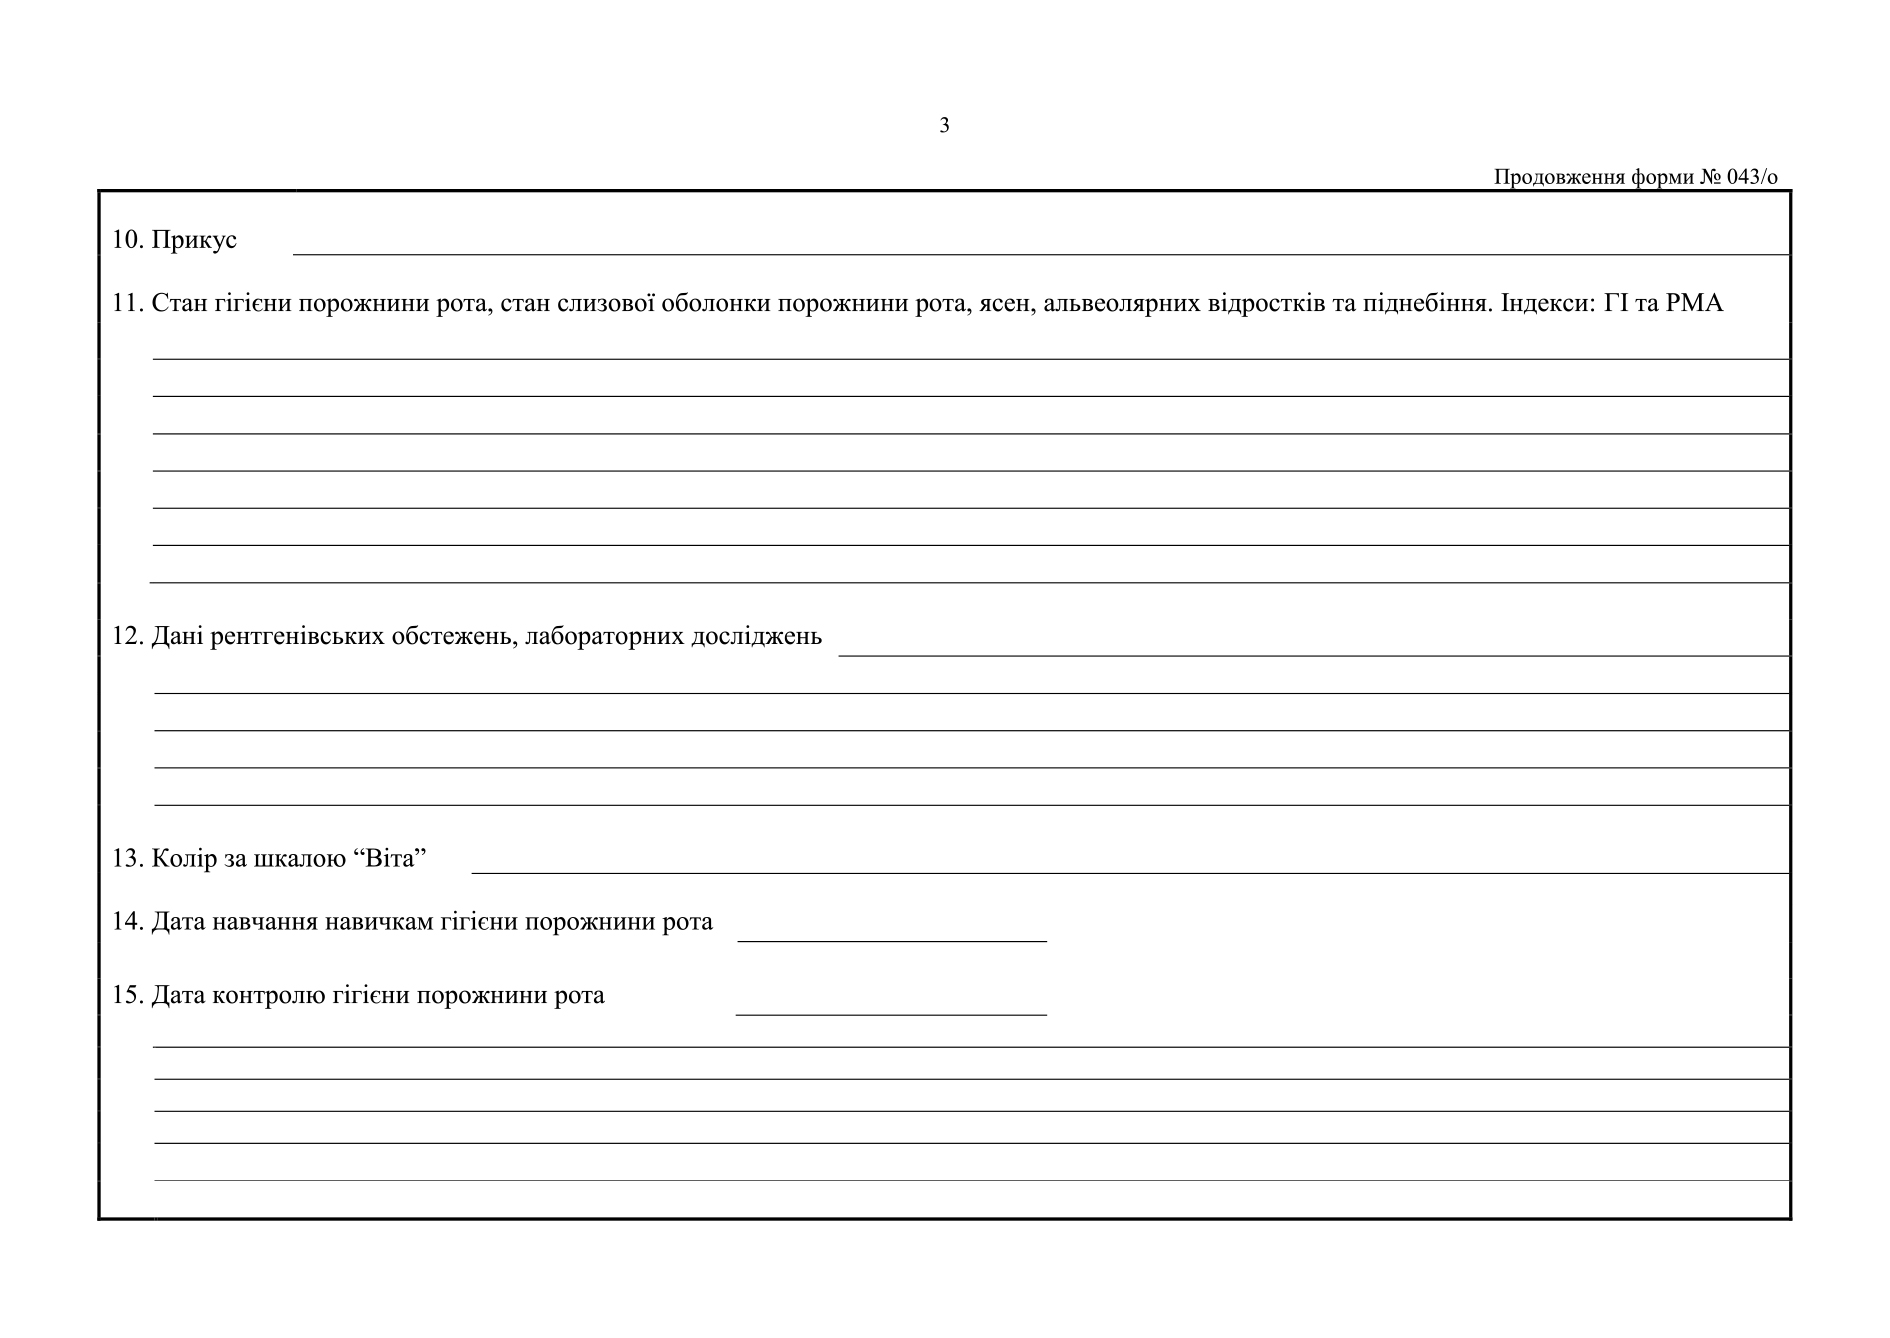 3
Продовження форми № 043/о
10. Прикус
11. Стан гігієни порожнини рота, стан слизової оболонки порожнини рота, ясен, альвеолярних відростків та піднебіння. Індекси: ГІ та РМА
12. Дані рентгенівських обстежень, лабораторних досліджень
13. Колір за шкалою “Віта”
14. Дата навчання навичкам гігієни порожнини рота
15. Дата контролю гігієни порожнини рота